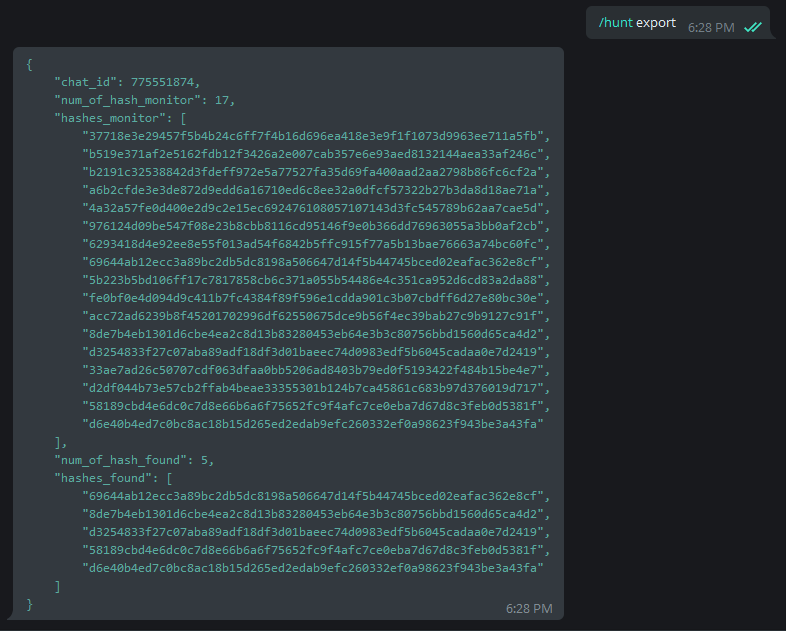 /hunt export 6:28 PM
{
"chat_id": 775551874,
"num_of_hash_monitor": 17,
"hashes_monitor": [
"37718e3e29457f5b4b24c6ff7f4b16d696ea418e3e9f1f1073d9963ee711a5fb",
"b519e371af2e5162fdb12f3426a2e007cab357e6e93aed8132144aea33af246c",
"b2191c32538842d3fdeff972e5a77527fa35d69fa400aad2aa2798b86fc6cf2a",
"a6b2cfde3e3de872d9edd6a16710ed6c8ee32a0dfcf57322b27b3da8d18ae71a",
"4a32a57fe0d400e2d9c2e15ec692476108057107143d3fc545789b62aa7cae5d",
"976124d09be547f08e23b8cbb8116cd95146f9e0b366dd76963055a3bb0af2cb",
"6293418d4e92ee8e55f013ad54f6842b5ffc915f77a5b13bae76663a74bc60fc",
"69644ab12ecc3a89bc2db5dc8198a506647d14f5b44745bced02eafac362e8cf",
"5b223b5bd106ff17c7817858cb6c371a055b54486e4c351ca952d6cd83a2da88",
"fe0bf0e4d094d9c411b7fc4384f89f596e1cdda901c3b07cbdff6d27e80bc30e",
"acc72ad6239b8f45201702996df62550675dce9b56f4ec39bab27c9b9127c91f",
"8de7b4eb1301d6cbe4ea2c8d13b83280453eb64e3b3c80756bbd1560d65ca4d2",
"d3254833f27c07aba89adf18df3d01baeec74d0983edf5b6045cadaa0e7d2419",
"33ae7ad26c50707cdf063dfaa0bb5206ad8403b79ed0f5193422f484b15be4e7",
"d2df044b73e57cb2ffab4beae33355301b124b7ca45861c683b97d376019d717",
"58189cbd4e6dc0c7d8e66b6a6f75652fc9f4afc7ce0eba7d67d8c3feb0d5381f",
"d6e40b4ed7c0bc8ac18b15d265ed2edab9efc260332ef0a98623f943be3a43fa"
],
"num_of_hash_found": 5,
"hashes_found": [
"69644ab12ecc3a89bc2db5dc8198a506647d14f5b44745bced02eafac362e8cf",
"8de7b4eb1301d6cbe4ea2c8d13b83280453eb64e3b3c80756bbd1560d65ca4d2",
"d3254833f27c07aba89adf18df3d01baeec74d0983edf5b6045cadaa0e7d2419",
"58189cbd4e6dc0c7d8e66b6a6f75652fc9f4afc7ce0eba7d67d8c3feb0d5381f",
"d6e40b4ed7c0bc8ac18b15d265ed2edab9efc260332ef0a98623f943be3a43fa"
]
}
6:28 PM